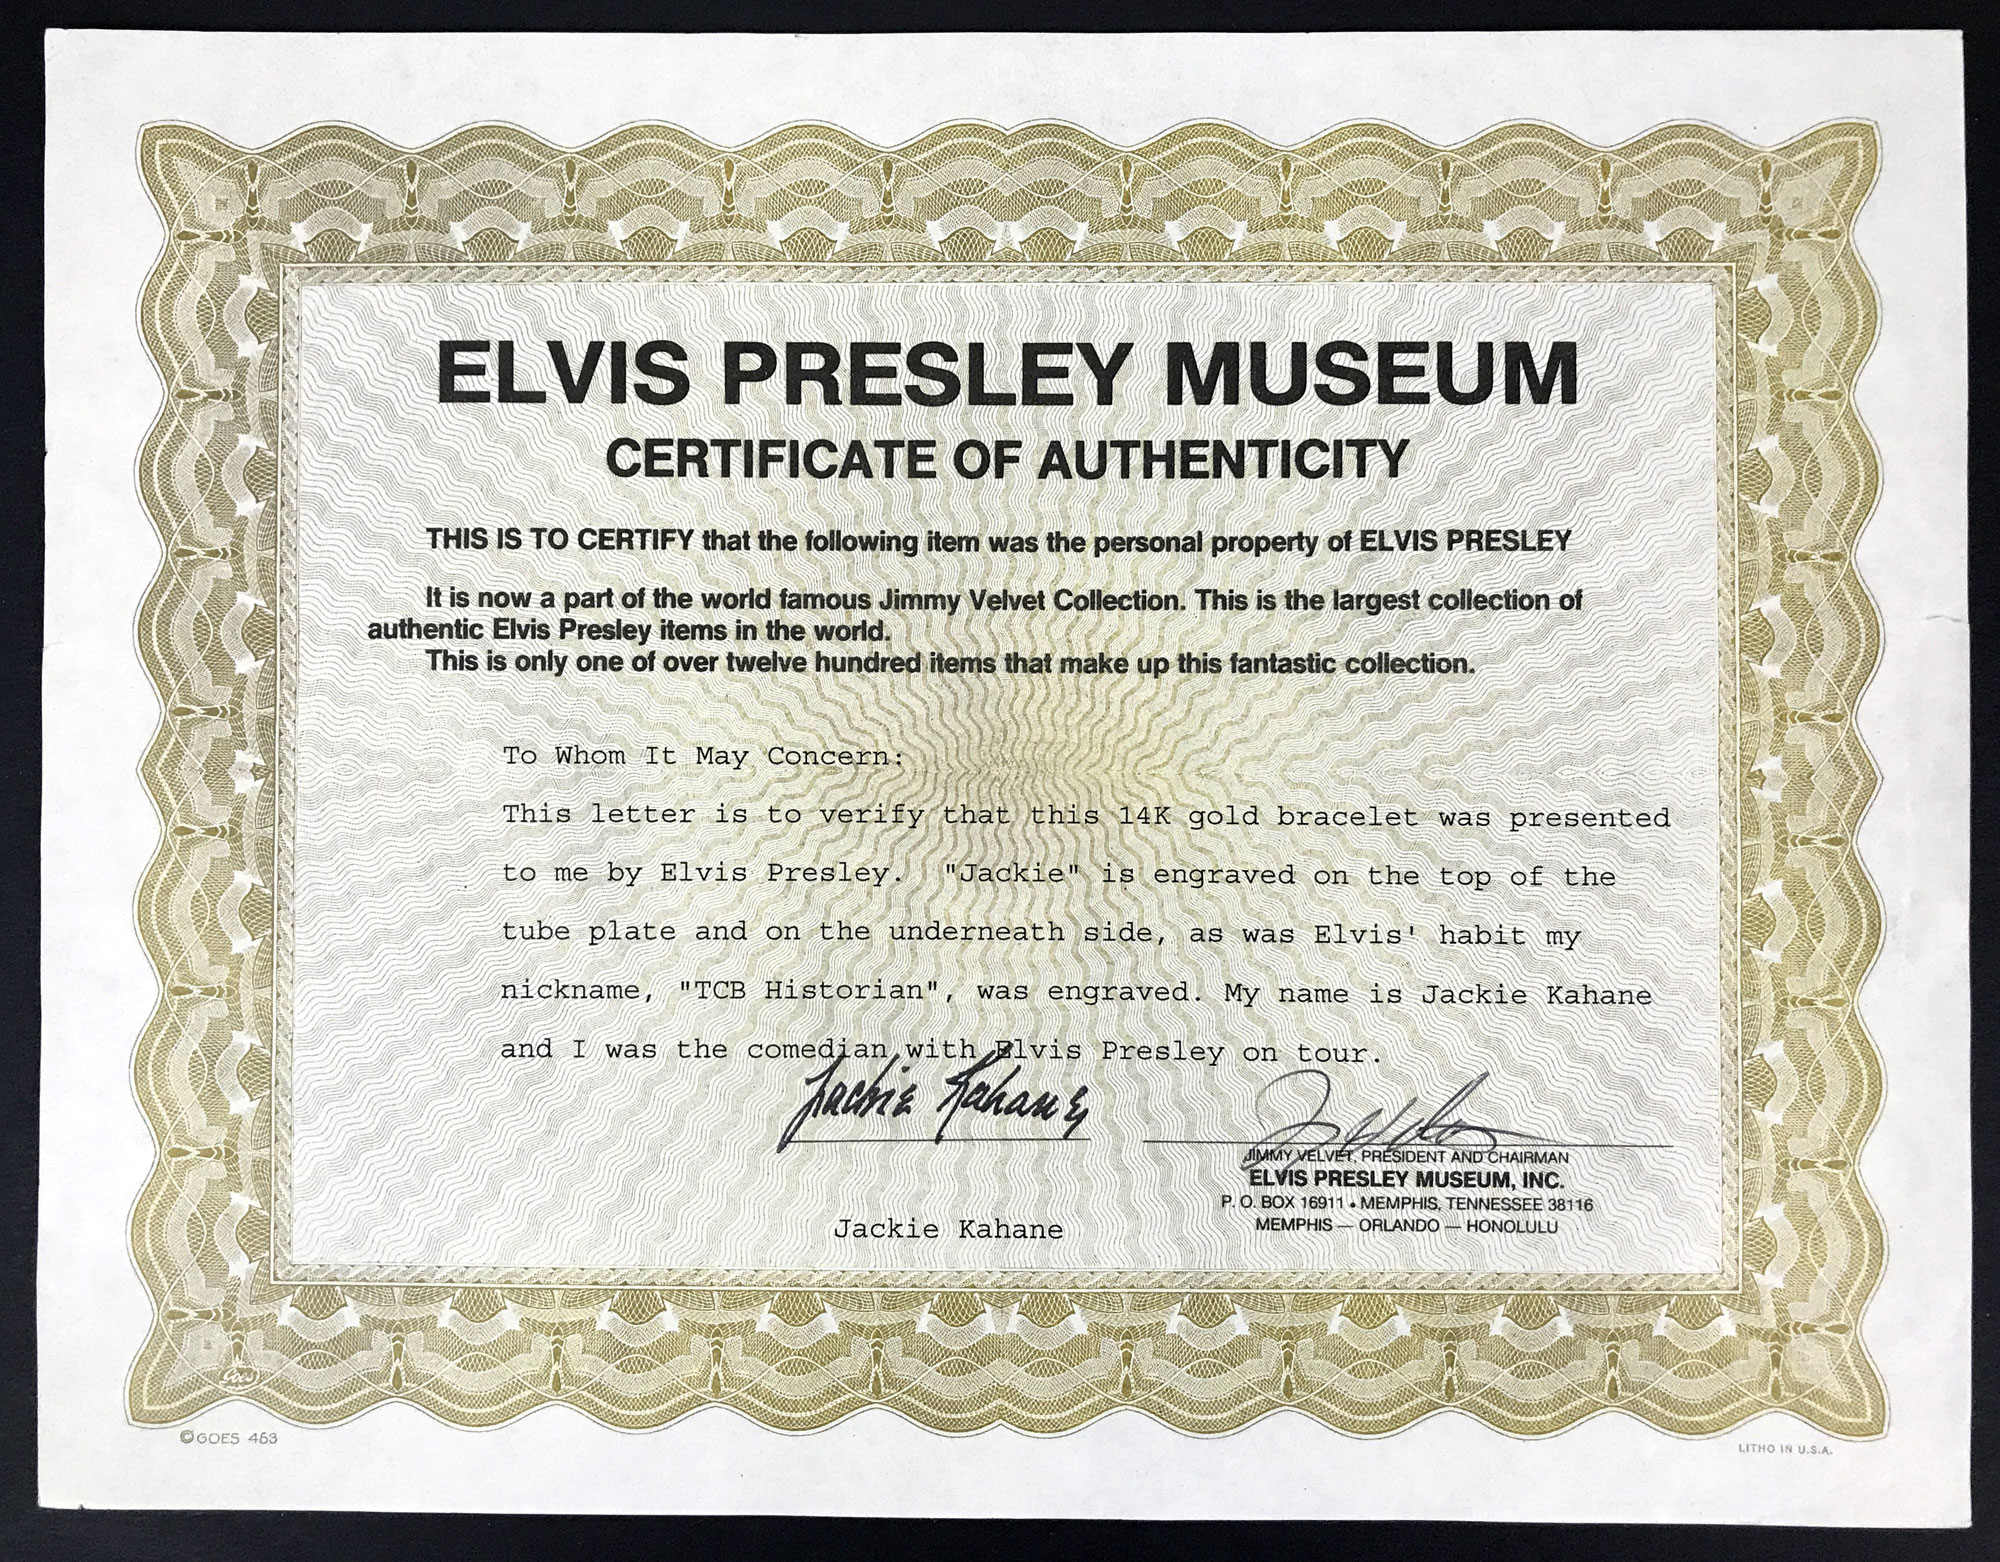 ELVIS PRESLEY MUSEUM
CERTIFICATE OF AUTHENTICITY
THIS IS TO CERTIFY that the following item was the personal property of ELVIS PRESLEY
It is now a part of the world famous Jimmy Velvet Collection. This is the largest collection of
authentic Elvis Presley items in the world.
This is only one of over twelve hundred items that make up this fantastic collection.
To Whom It May Concern:
This letter is to verify that this 14K gold bracelet was presented
to me by Elvis Presley. "Jackie" is engraved on the top of the
tube plate and on the underneath side, as was Elvis' habit my
nickname, "TCB Historian", was engraved. My name is Jackie Kahane
and I was the comedian with Elvis Presley on tour.
Jackie Kahane
JIMMY VELVET, PRESIDENT AND CHAIRMAN
ELVIS PRESLEY MUSEUM, INC.
P. O. BOX 16911 • MEMPHIS, TENNESSEE 38116
MEMPHIS — ORLANDO — HONOLULU
Jackie Kahane
Goes
©GOES 463
LITHO IN U.S.A.